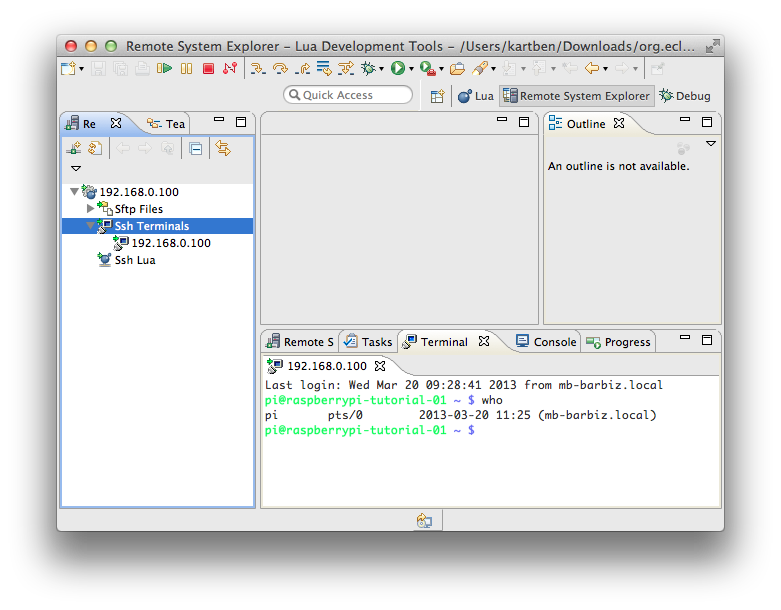 Remote System Explorer – Lua Development Tools – /Users/kartben/Downloads/org.ecl...
Quick Access
Lua
Remote System Explorer
Debug
Re
Tea
192.168.0.100
Sftp Files
Ssh Terminals
192.168.0.100
Ssh Lua
Outline
An outline is not available.
Remote S
Tasks
Terminal
Console
Progress
192.168.0.100
Last login: Wed Mar 20 09:28:41 2013 from mb-barbiz.local
pi@raspberrypi-tutorial-01 ~ $ who
pi       pts/0        2013-03-20 11:25 (mb-barbiz.local)
pi@raspberrypi-tutorial-01 ~ $